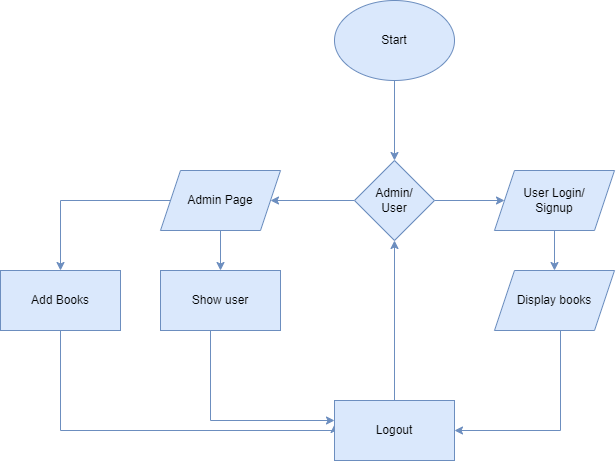 Start
Admin/
User
Admin Page
User Login/
Signup
Add Books
Show user
Display books
Logout